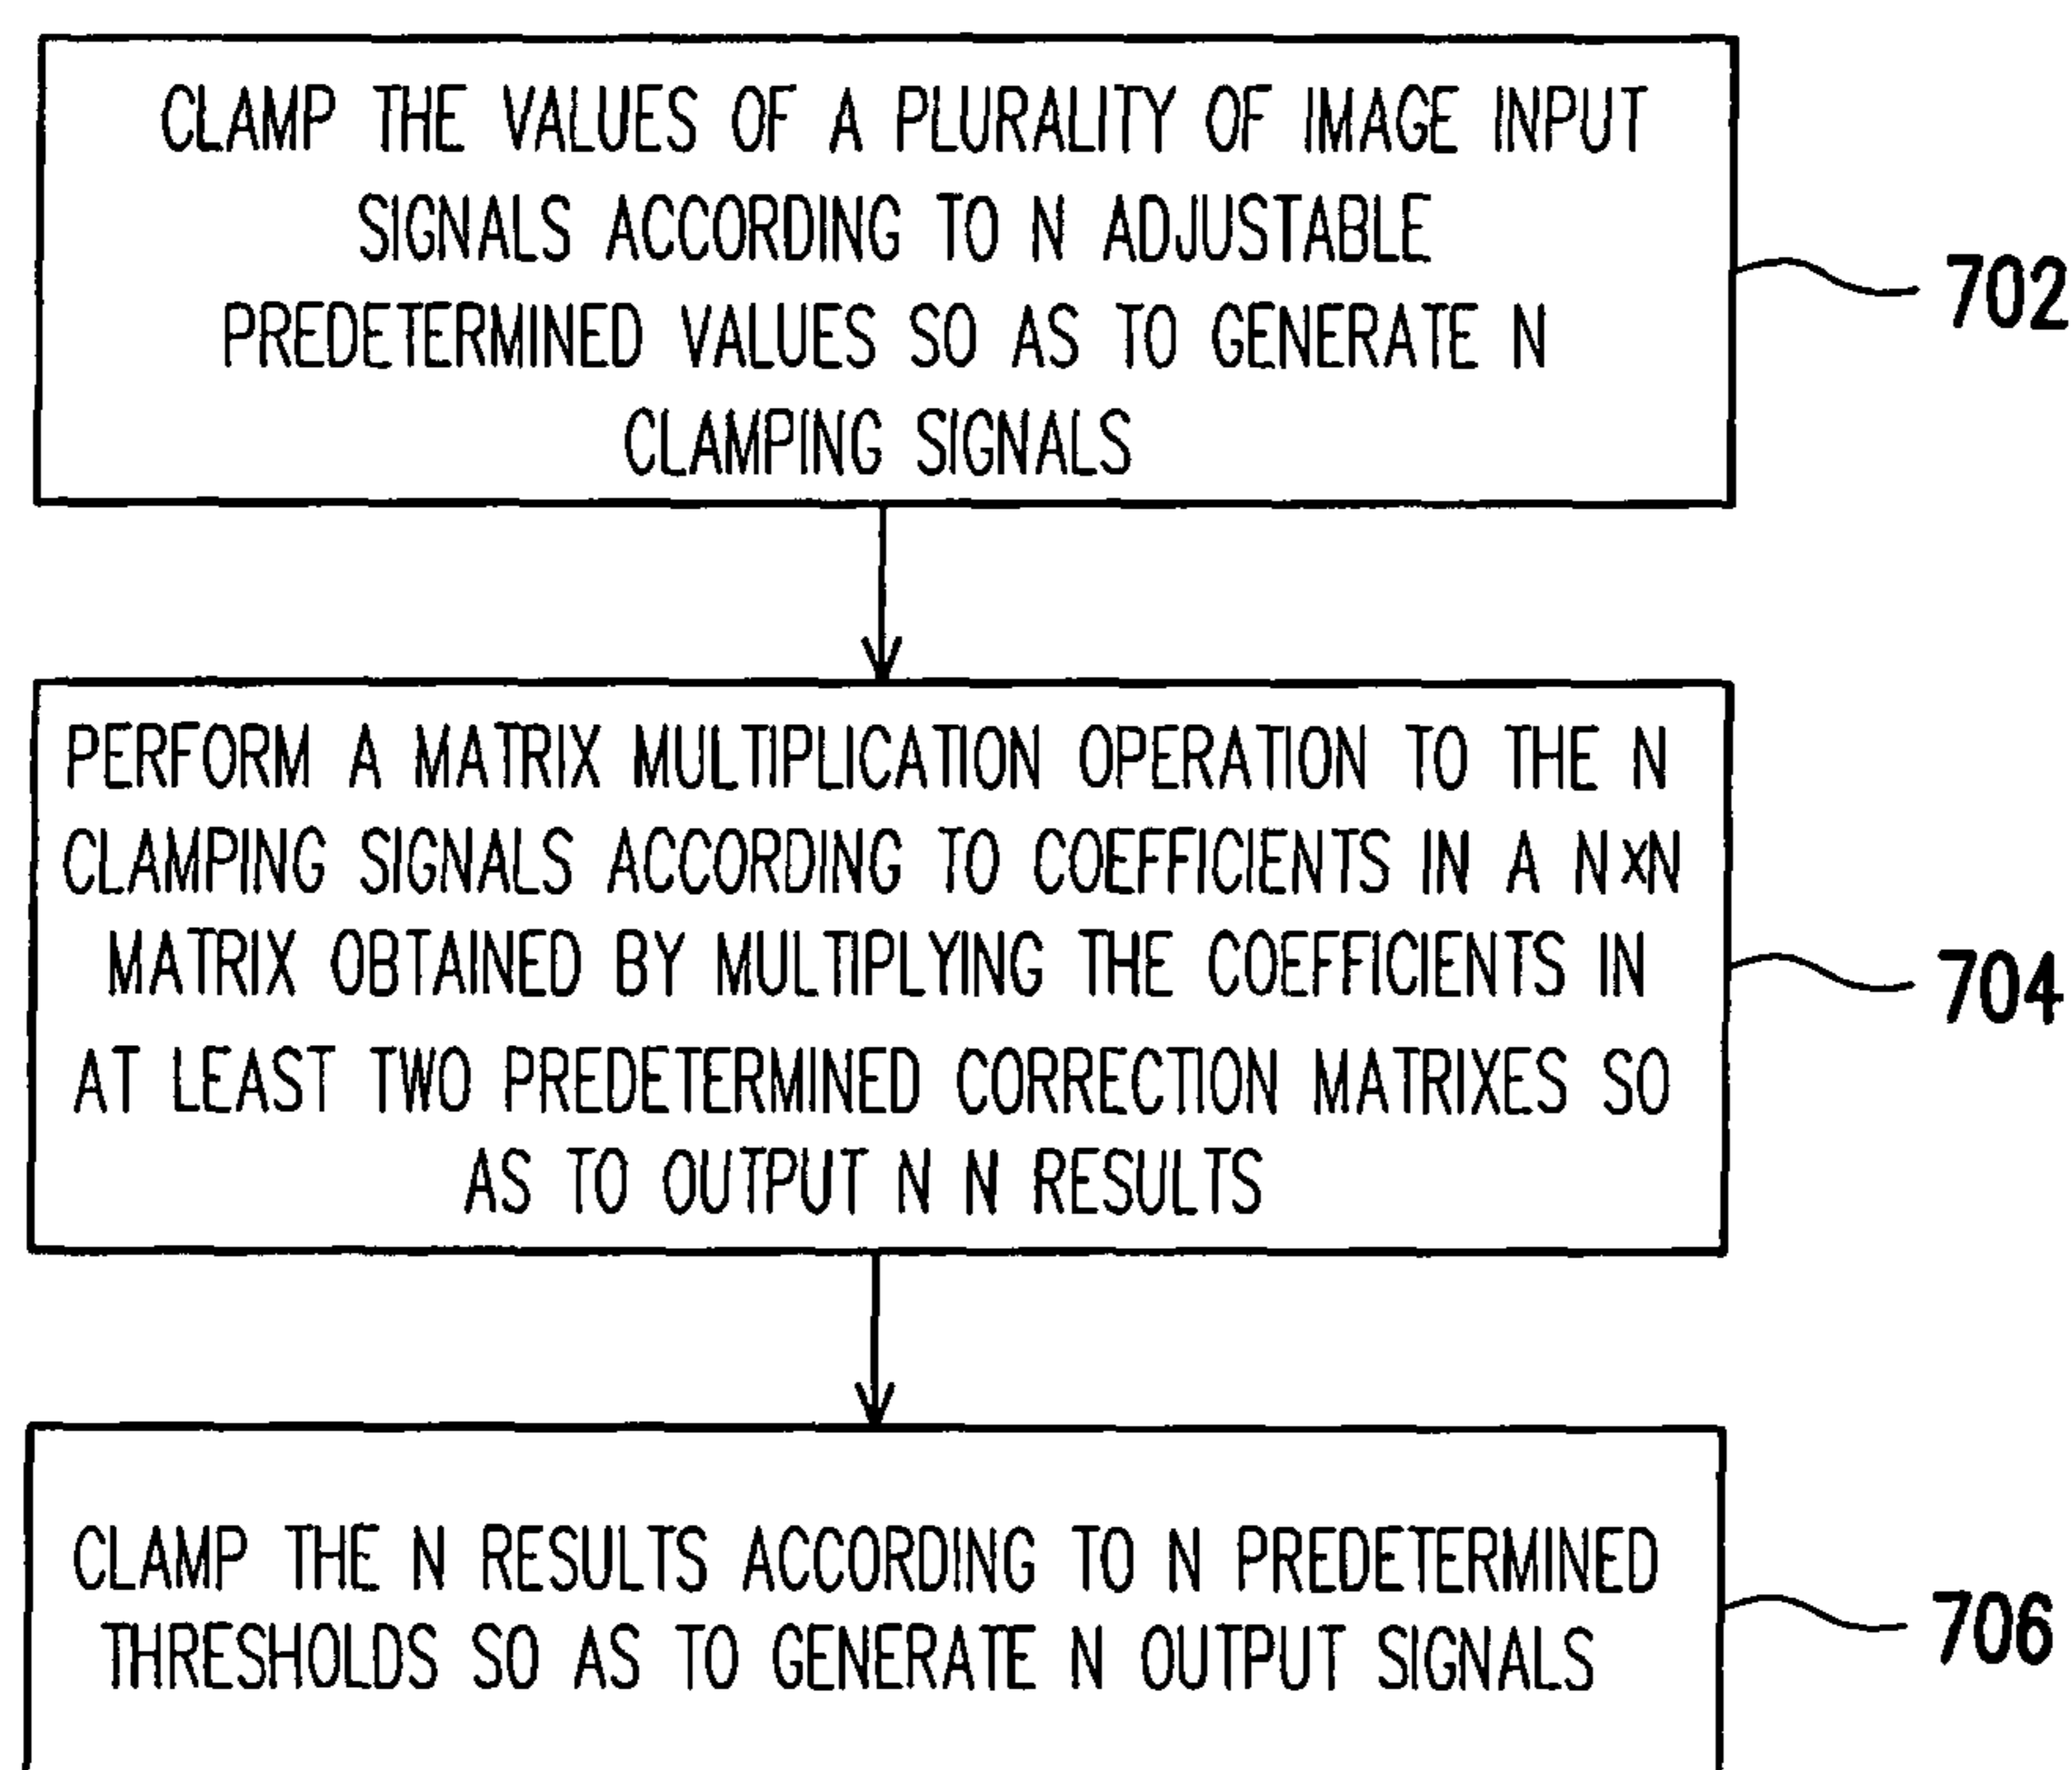 CLAMP THE VALUES OF A PLURALITY OF IMAGE INPUT
SIGNALS ACCORDING TO N ADJUSTABLE
PREDETERMINED VALUES SO AS TO GENERATE N
CLAMPING SIGNALS
702
PERFORM A MATRIX MULTIPLICATION OPERATION TO THE N
CLAMPING SIGNALS ACCORDING TO COEFFICIENTS IN A N×N
MATRIX OBTAINED BY MULTIPLYING THE COEFFICIENTS IN
AT LEAST TWO PREDETERMINED CORRECTION MATRIXES SO
AS TO OUTPUT N N RESULTS
704
CLAMP THE N RESULTS ACCORDING TO N PREDETERMINED
THRESHOLDS SO AS TO GENERATE N OUTPUT SIGNALS
706